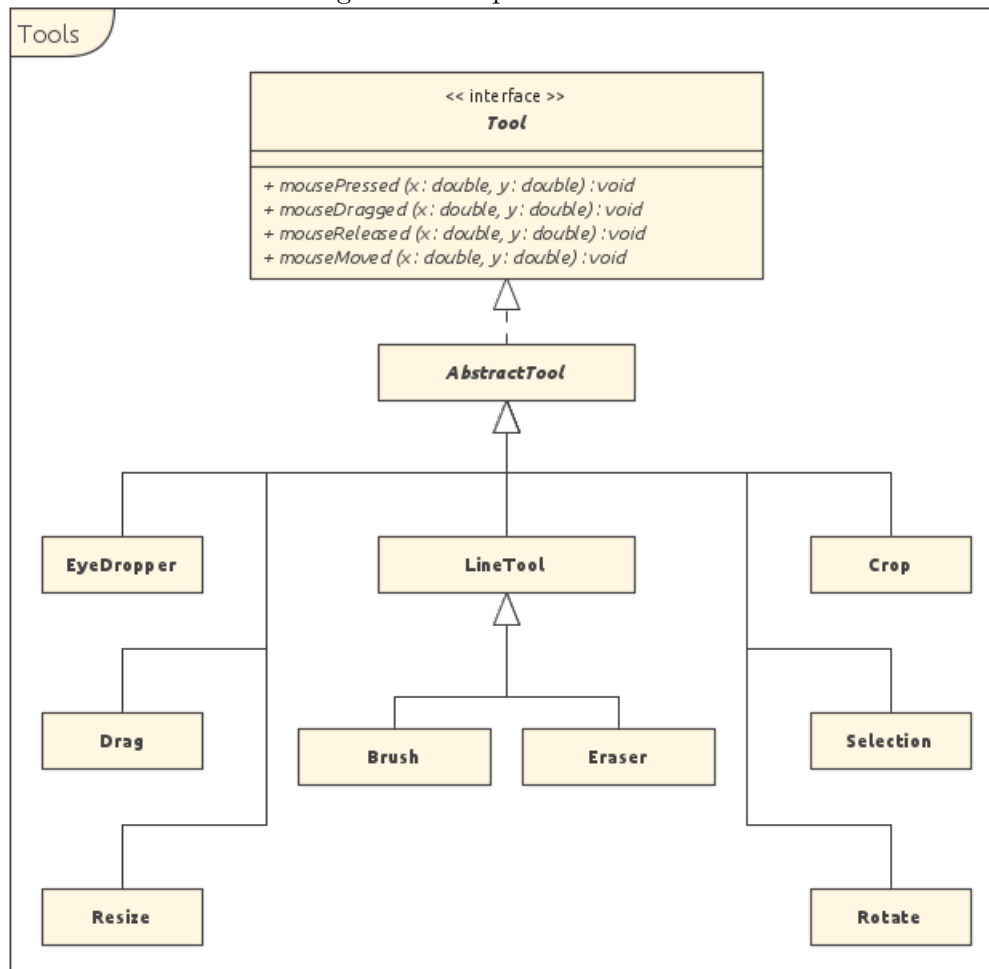 Tools
<< interface >>
Tool
+ mousePressed (x : double, y : double) : void
+ mouseDragged (x : double, y : double) : void
+ mouseReleased (x : double, y : double) : void
+ mouseMoved (x : double, y : double) : void
AbstractTool
EyeDropper
LineTool
Crop
Drag
Brush
Eraser
Selection
Resize
Rotate